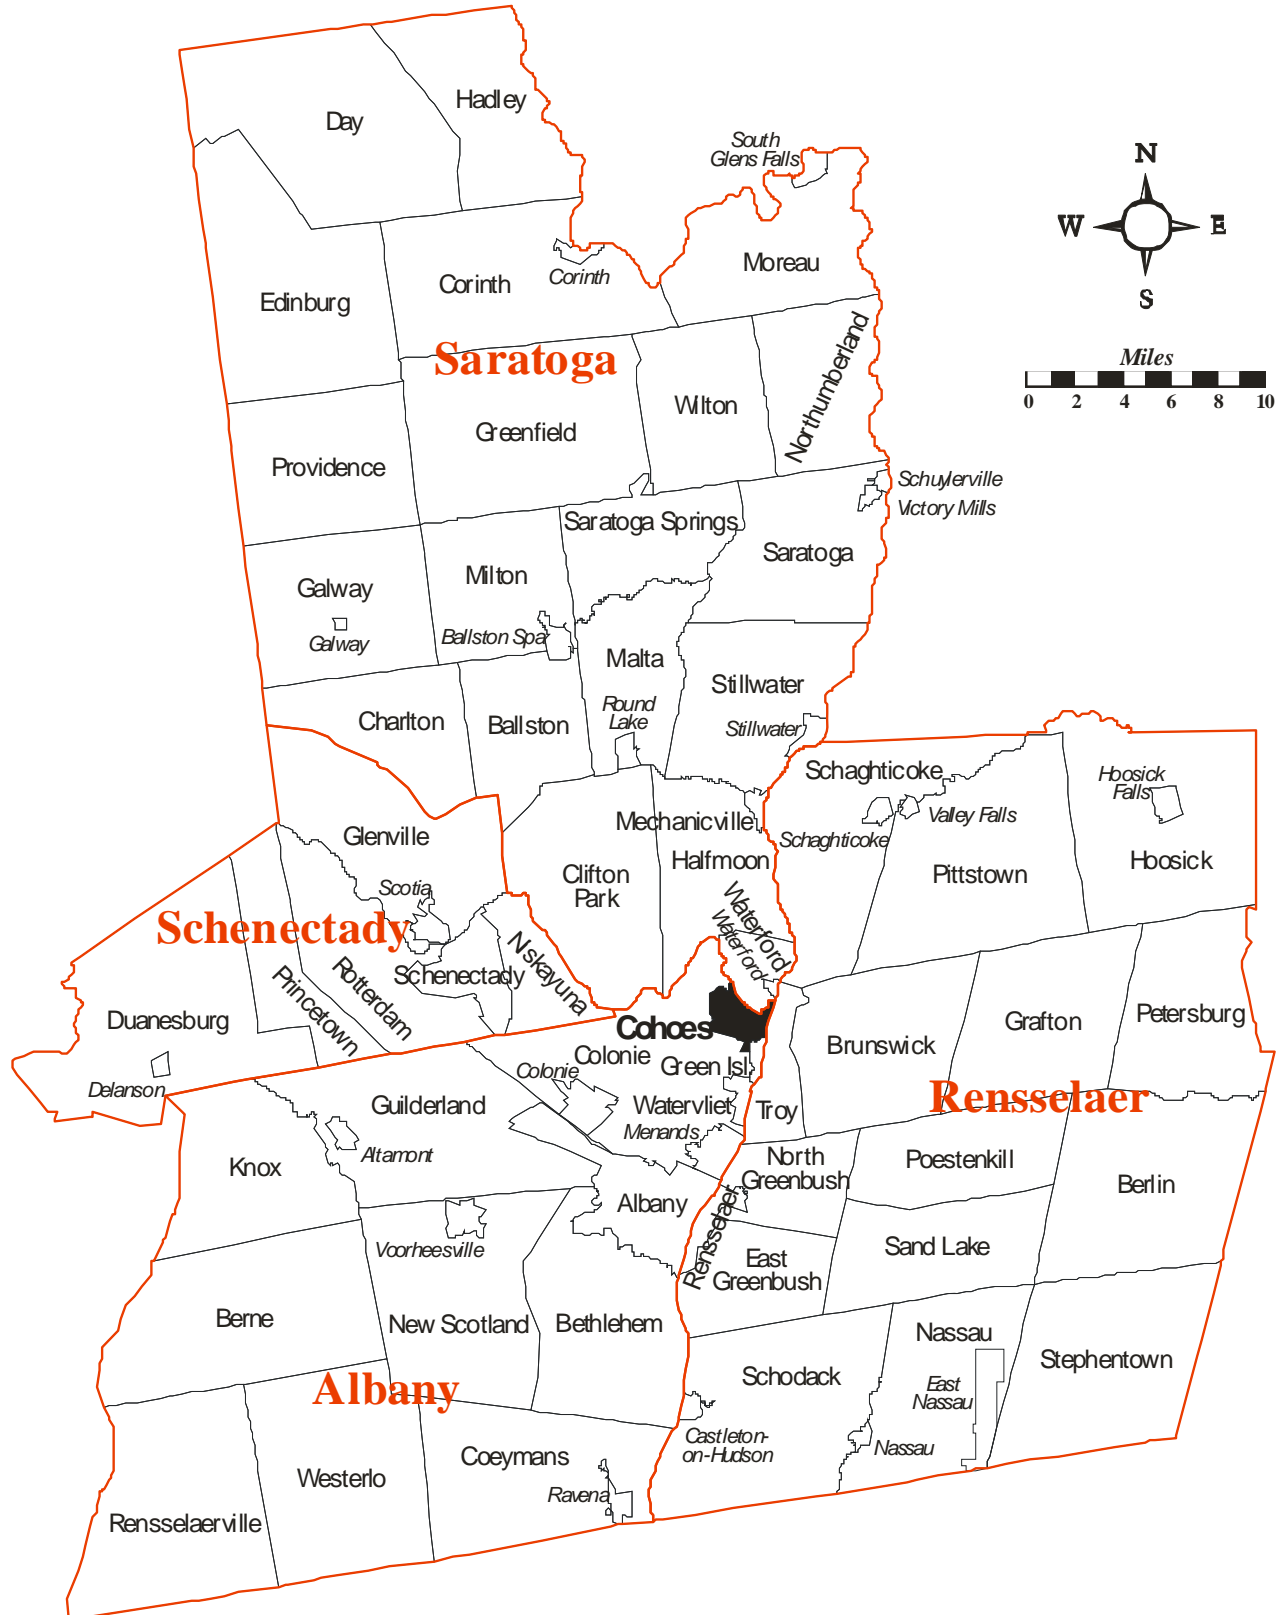 Hadley
Day
South
Glens Falls
N
W
E
S
Moreau
Corinth
Corinth
Edinburg
Saratoga
Northumberland
Miles
0 2 4 6 8 10
Wilton
Greenfield
Providence
Schuylerville
Victory Mills
Saratoga Springs
Saratoga
Milton
Galway
Galway
Ballston Spa
Malta
Stillwater
Round
Lake
Stillwater
Charlton
Ballston
Schaghticoke
Hoosick
Falls
Valley Falls
Schaghticoke
Mechanicville
Glenville
Halfmoon
Hoosick
Clifton
Park
Pittstown
Scotia
Waterford
Waterford
Schenectady
Schenectady
Niskayuna
Rotterdam
Princetown
Duanesburg
Delanson
Cohoes
Colonie
Colonie
Green Isl.
Brunswick
Grafton
Petersburg
Rensselaer
Guilderland
Watervliet
Menands
Troy
Altamont
Knox
North
Greenbush
Poestenkill
Berlin
Albany
Rensselaer
Voorheesville
Sand Lake
East
Greenbush
Berne
New Scotland
Bethlehem
Nassau
Stephentown
Schodack
East
Nassau
Albany
Castleton-
on-Hudson
Nassau
Coeymans
Westerlo
Ravena
Rensselaerville